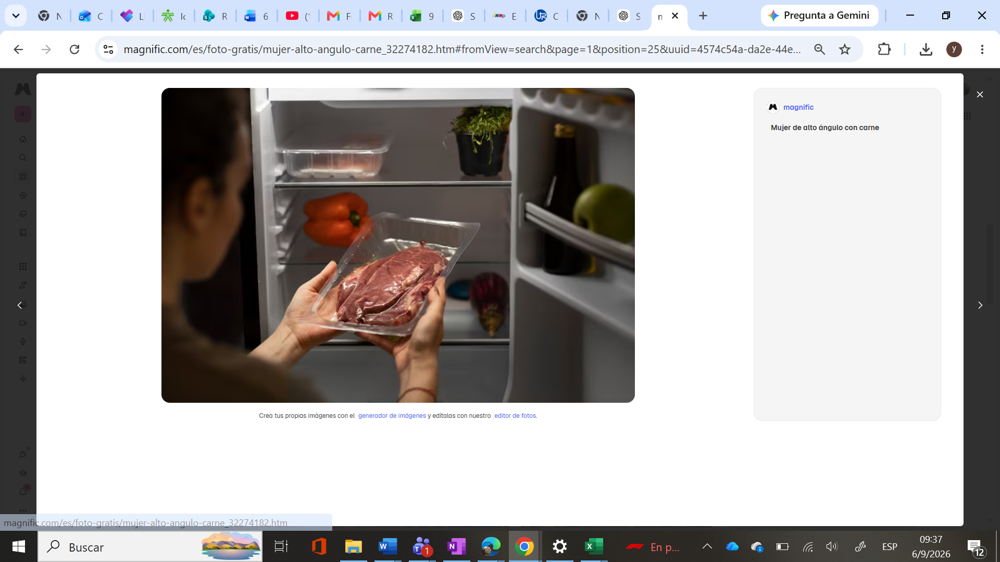 N
C
L
Ic
R
6
(1
F
R
9
S
E
C
N
S
n
Pregunta a Gemini
magnific.com/es/foto-gratis/mujer-alto-angulo-carne_32274182.htm#fromView=search&page=1&position=25&uuid=4574c54a-da2e-44e...
y
magnific
Mujer de alto ángulo con carne
Crea tus propias imágenes con el generador de imágenes y edítalas con nuestro editor de fotos.
magnific.com/es/foto-gratis/mujer-alto-angulo-carne_32274182.htm
Buscar
1
En p...
ESP
09:37
6/9/2026
12